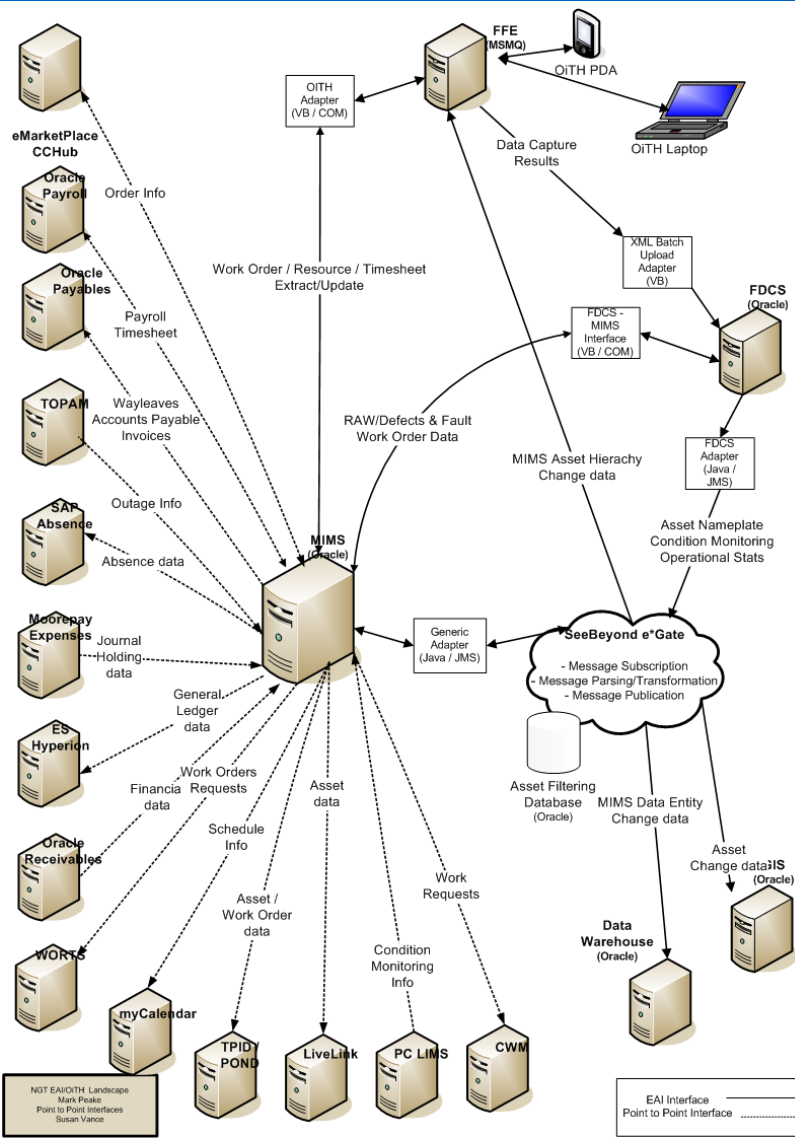 FFE
(MSMQ)
OiTH PDA
OITH
Adapter
(VB / COM)
OiTH Laptop
eMarketPlace
CCHub
Data Capture
Results
Oracle
Payroll
Order Info
XML Batch
Upload
Adapter
(VB)
Work Order / Resource / Timesheet
Extract/Update
Oracle
Payables
FDCS
(Oracle)
Payroll
Timesheet
FDCS -
MIMS
Interface
(VB / COM)
TOPAM
Wayleaves
Accounts Payable
Invoices
RAW/Defects & Fault
Work Order Data
MIMS Asset Hierachy
Change data
FDCS
Adapter
(Java /
JMS)
Outage Info
SAP
Absence
Asset Nameplate
Condition Monitoring
Operational Stats
MIMS
(Oracle)
Absence data
Moorepay
Expenses
Journal
Holding
data
Generic
Adapter
(Java / JMS)
SeeBeyond e*Gate
- Message Subscription
- Message Parsing/Transformation
- Message Publication
General
Ledger
data
ES
Hyperion
Financia
data
Work Orders
Requests
Asset
data
Asset Filtering
Database
(Oracle)
MIMS Data Entity
Change data
Schedule
Info
Oracle
Receivables
Asset
Change data
GIS
(Oracle)
Work
Requests
Asset /
Work Order
data
Data
Warehouse
(Oracle)
WORTS
Condition
Monitoring
Info
myCalendar
TPID /
POND
LiveLink
PC LIMS
CWM
NGT EAI/OiTH Landscape
Mark Peake
Point to Point Interfaces
Susan Vance
EAI Interface
Point to Point Interface